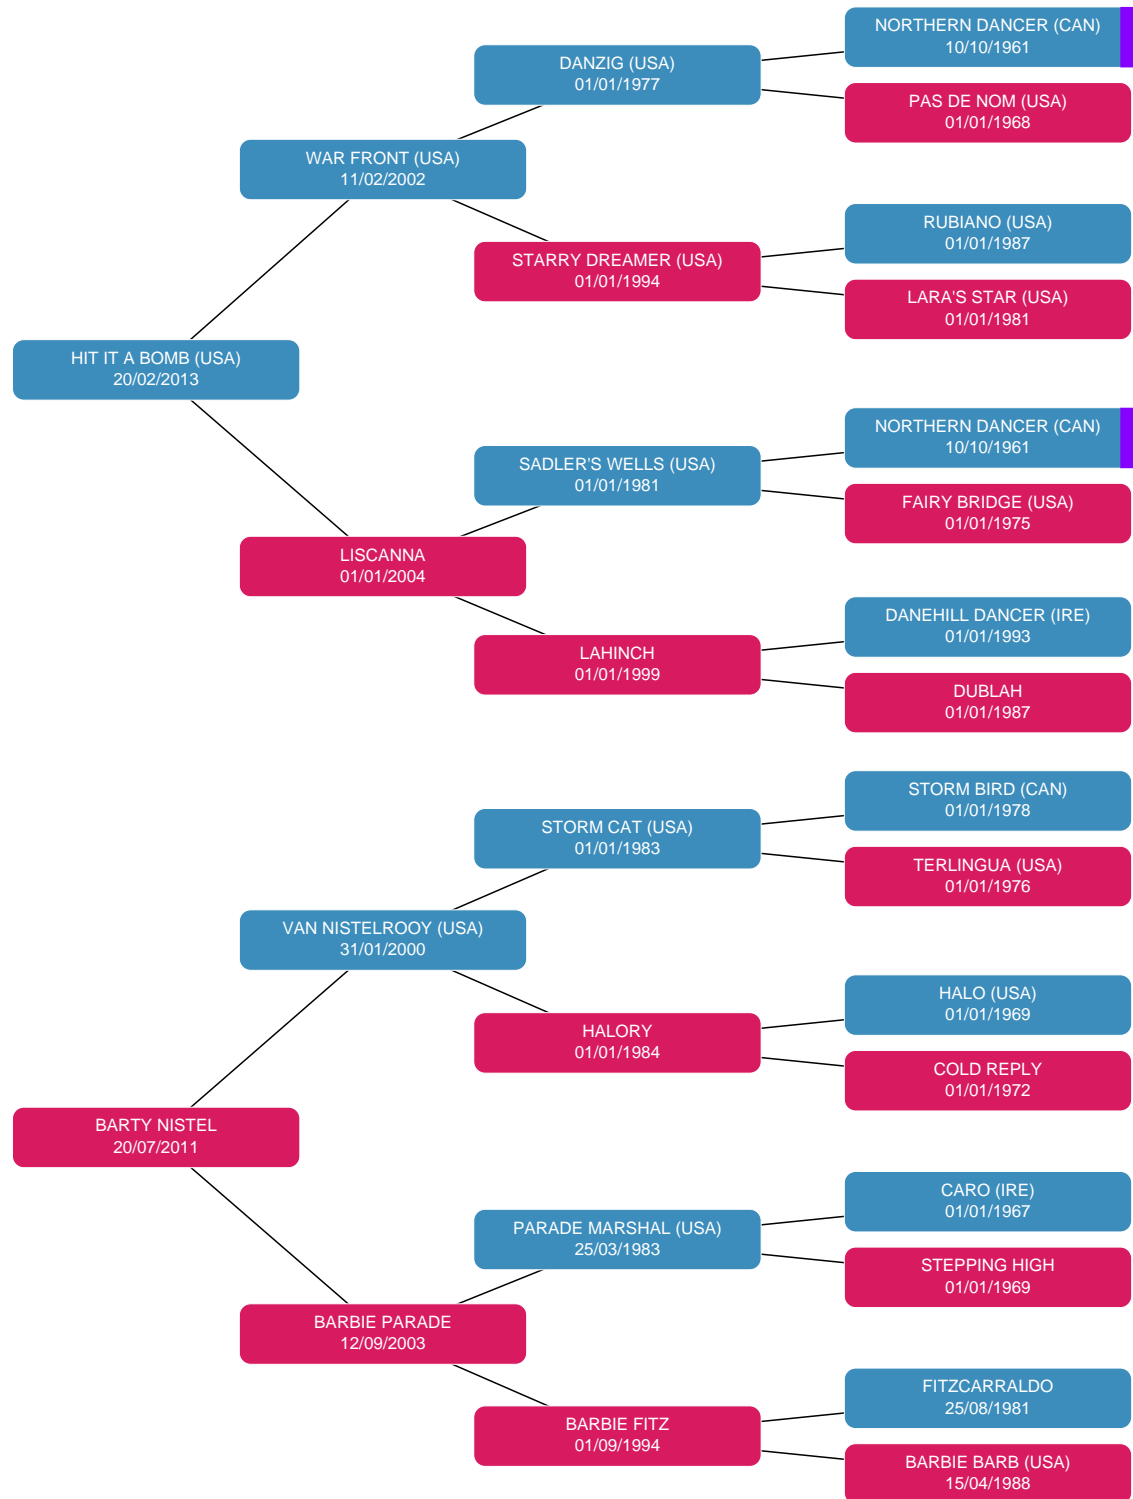 NORTHERN DANCER (CAN)
10/10/1961
DANZIG (USA)
01/01/1977
PAS DE NOM (USA)
01/01/1968
WAR FRONT (USA)
11/02/2002
RUBIANO (USA)
01/01/1987
STARRY DREAMER (USA)
01/01/1994
LARA'S STAR (USA)
01/01/1981
HIT IT A BOMB (USA)
20/02/2013
NORTHERN DANCER (CAN)
10/10/1961
SADLER'S WELLS (USA)
01/01/1981
FAIRY BRIDGE (USA)
01/01/1975
LISCANNA
01/01/2004
DANEHILL DANCER (IRE)
01/01/1993
LAHINCH
01/01/1999
DUBLAH
01/01/1987
STORM BIRD (CAN)
01/01/1978
STORM CAT (USA)
01/01/1983
TERLINGUA (USA)
01/01/1976
VAN NISTELROOY (USA)
31/01/2000
HALO (USA)
01/01/1969
HALORY
01/01/1984
COLD REPLY
01/01/1972
BARTY NISTEL
20/07/2011
CARO (IRE)
01/01/1967
PARADE MARSHAL (USA)
25/03/1983
STEPPING HIGH
01/01/1969
BARBIE PARADE
12/09/2003
FITZCARRALDO
25/08/1981
BARBIE FITZ
01/09/1994
BARBIE BARB (USA)
15/04/1988